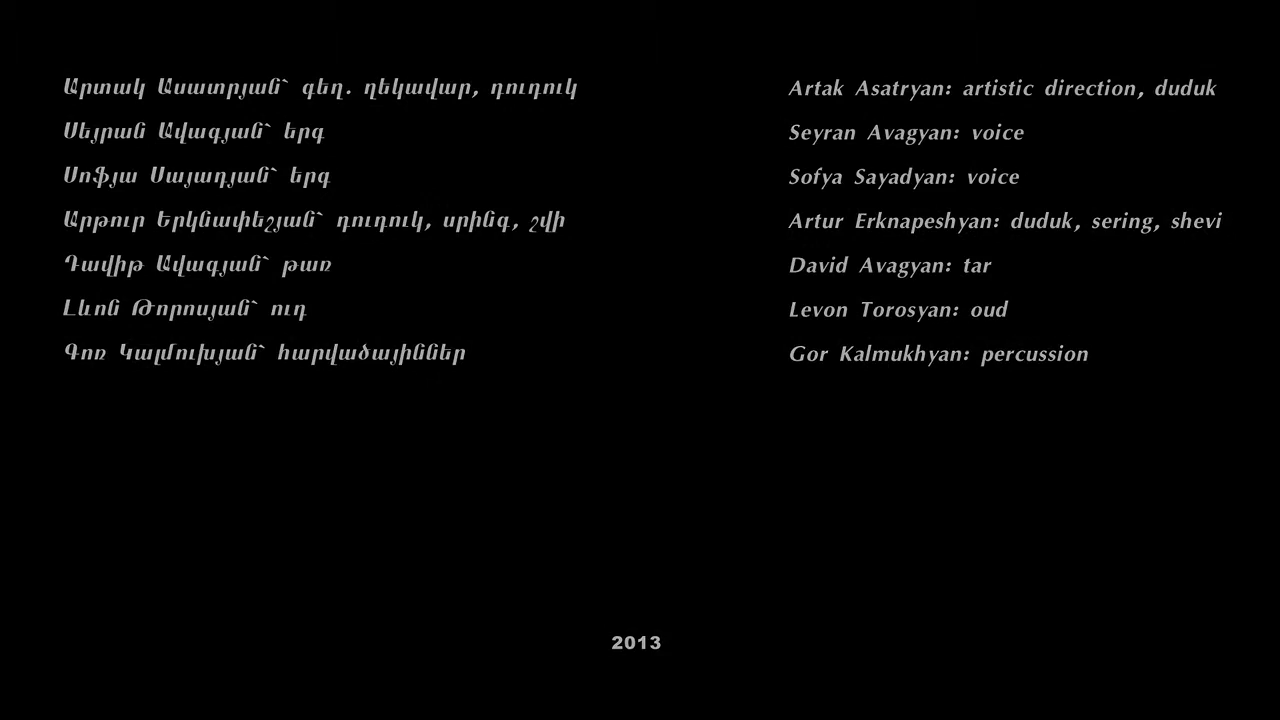 Արտակ Ասատրյան՝ գեղ. ղեկավար, դուդուկ
Սեյրան Ավագյան՝ երգ
Սոֆյա Սայադյան՝ երգ
Արթուր Երկնափեշյան՝ դուդուկ, սրինգ, շվի
Դավիթ Ավագյան՝ թառ
Լևոն Թորոսյան՝ ուդ
Գոռ Կալմուխյան՝ հարվածայիններ
Artak Asatryan: artistic direction, duduk
Seyran Avagyan: voice
Sofya Sayadyan: voice
Artur Erknapeshyan: duduk, sering, shevi
David Avagyan: tar
Levon Torosyan: oud
Gor Kalmukhyan: percussion
2013